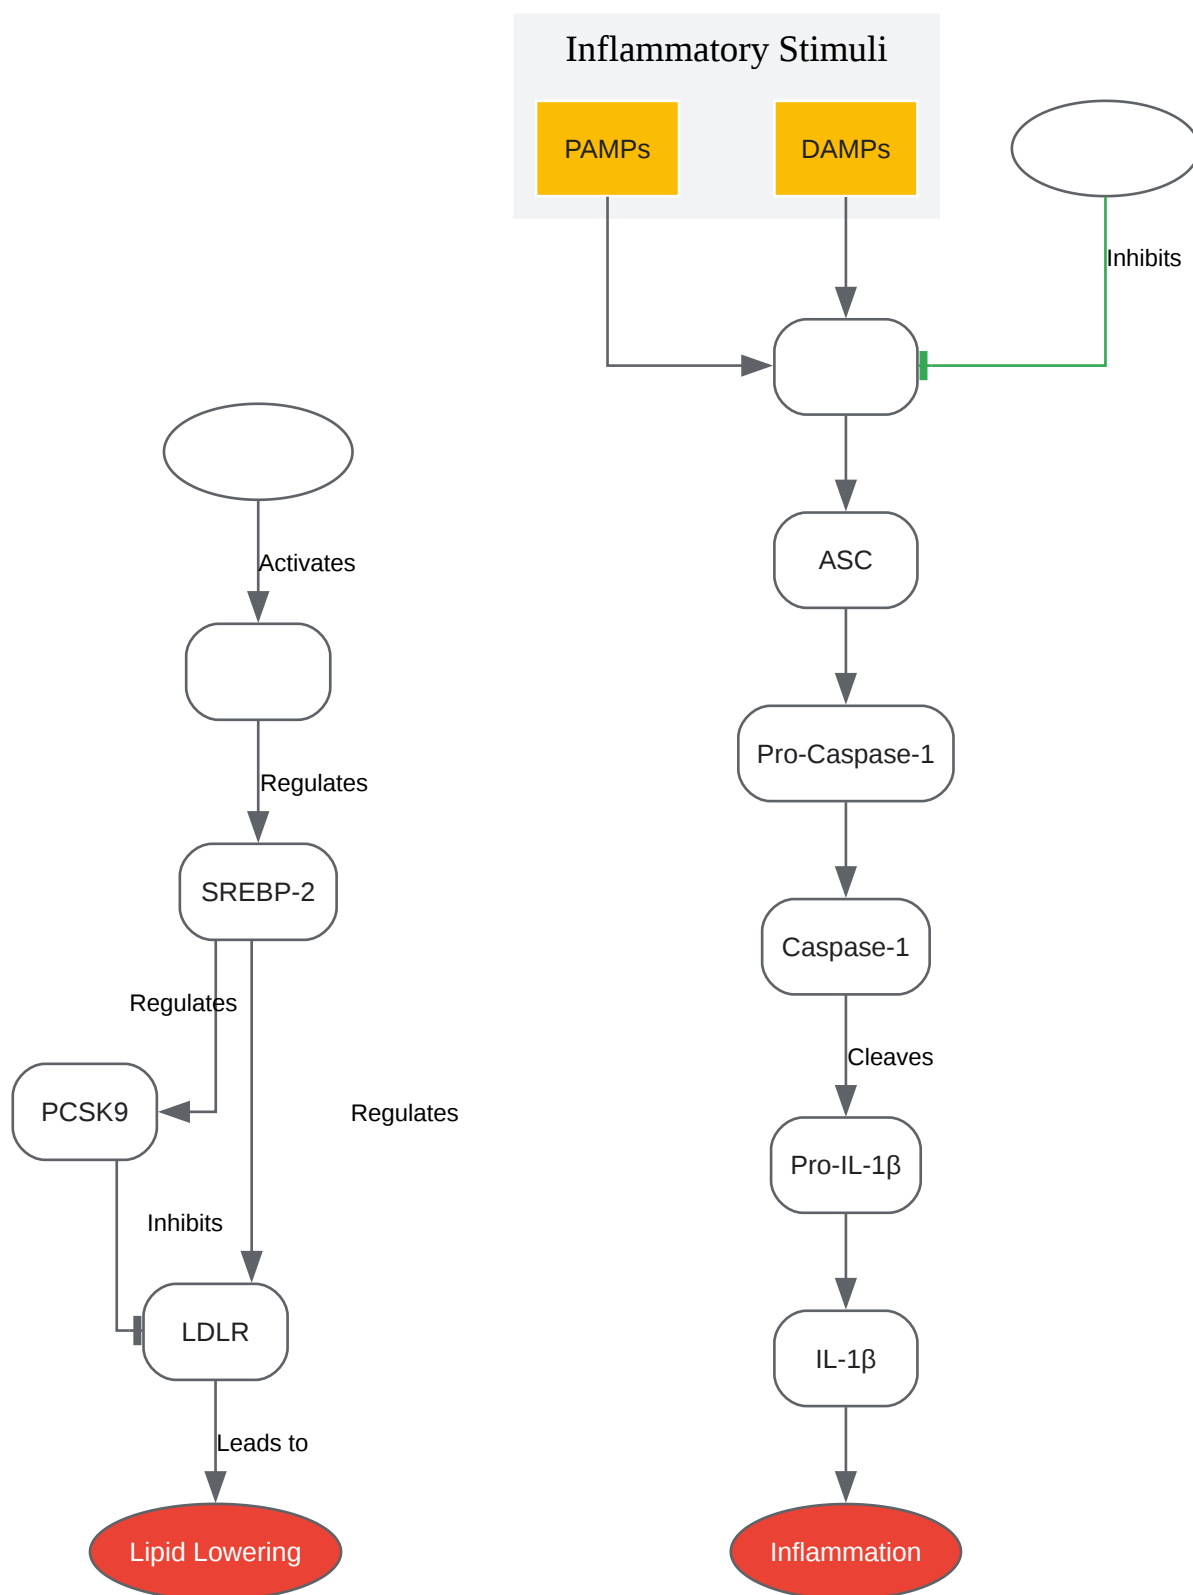 Inflammatory Stimuli
PAMPs
DAMPs
Inhibits
Activates
ASC
Pro-Caspase-1
Regulates
SREBP-2
Caspase-1
Regulates
Cleaves
PCSK9
Regulates
Pro-IL-1β
Inhibits
LDLR
IL-1β
Leads to
Lipid Lowering
Inflammation